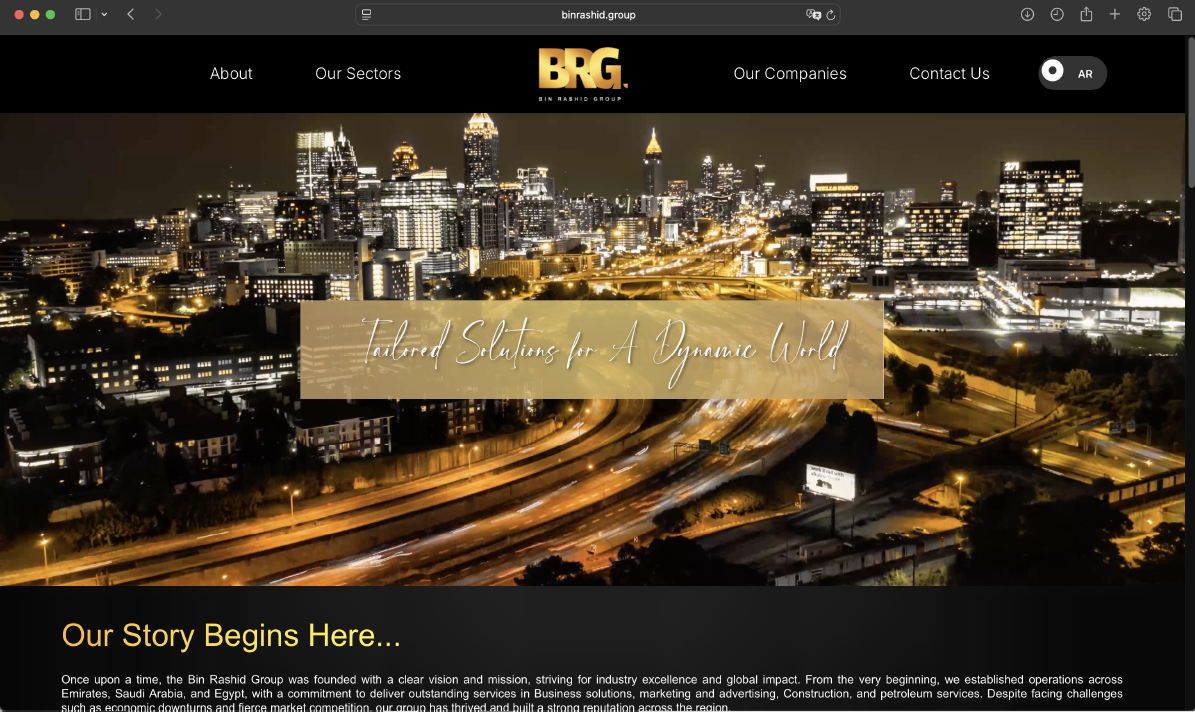 binrashid.group
About
Our Sectors
BRG.
BIN RASHID GROUP
Our Companies
Contact Us
AR
271
WELLS FARGO
Tailored Solutions for A Dynamic World
Our Story Begins Here...
Once upon a time, the Bin Rashid Group was founded with a clear vision and mission, striving for industry excellence and global impact. From the very beginning, we established operations across
Emirates, Saudi Arabia, and Egypt, with a commitment to deliver outstanding services in Business solutions, marketing and advertising, Construction, and petroleum services. Despite facing challenges
such as economic downturns and fierce market competition, our group has thrived and built a strong reputation across the region.